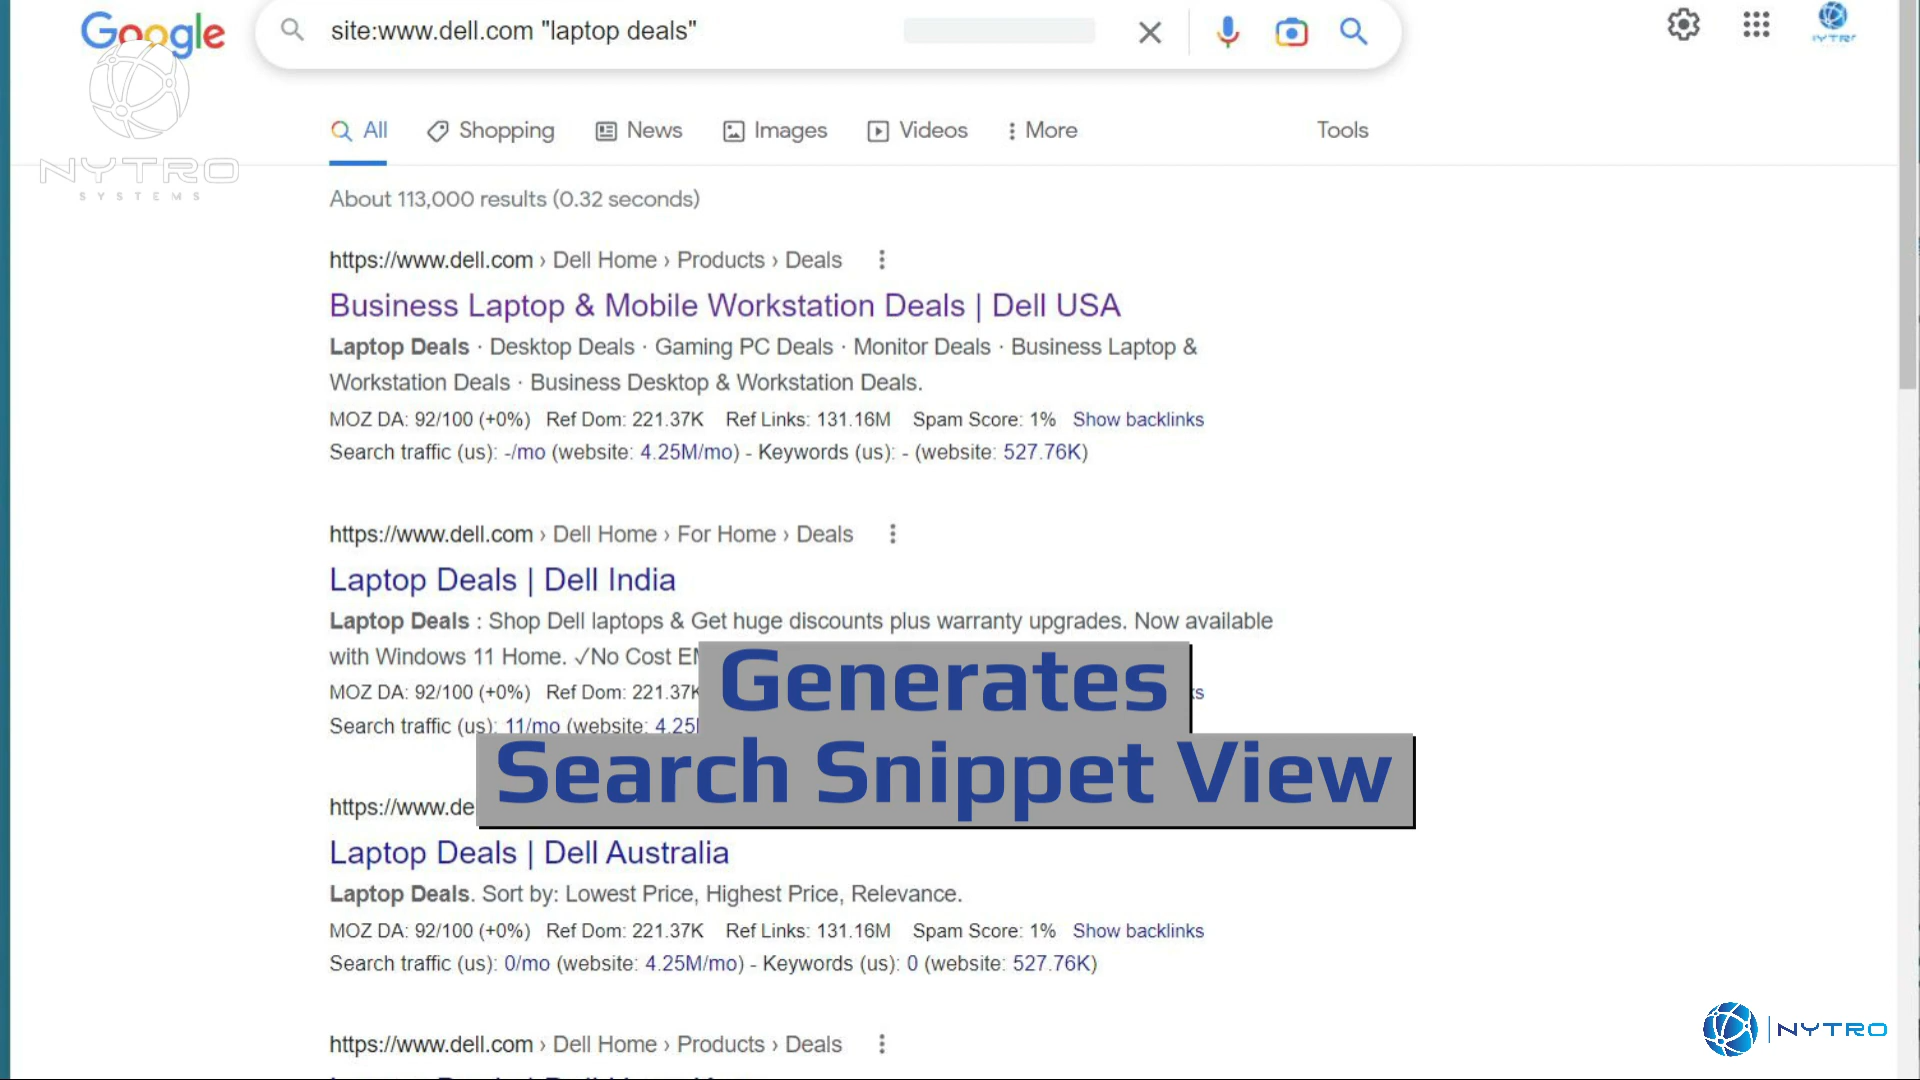 Google
site:www.dell.com "laptop deals"
NYTRO
NYTRO
SYSTEMS
All
Shopping
News
Images
Videos
More
Tools
About 113,000 results (0.32 seconds)
https://www.dell.com › Dell Home › Products › Deals
Business Laptop & Mobile Workstation Deals | Dell USA
Laptop Deals · Desktop Deals · Gaming PC Deals · Monitor Deals · Business Laptop &
Workstation Deals · Business Desktop & Workstation Deals.
MOZ DA: 92/100 (+0%) Ref Dom: 221.37K Ref Links: 131.16M Spam Score: 1% Show backlinks
Search traffic (us): -/mo (website: 4.25M/mo) - Keywords (us): - (website: 527.76K)
https://www.dell.com › Dell Home › For Home › Deals
Laptop Deals | Dell India
Laptop Deals : Shop Dell laptops & Get huge discounts plus warranty upgrades. Now available
with Windows 11 Home. ✓No Cost
MOZ DA: 92/100 (+0%) Ref Dom: 221.37K
Search traffic (us): 11/mo (website: 4.25
Generates
Search Snippet View
https://www.de
Laptop Deals | Dell Australia
Laptop Deals. Sort by: Lowest Price, Highest Price, Relevance.
MOZ DA: 92/100 (+0%) Ref Dom: 221.37K Ref Links: 131.16M Spam Score: 1% Show backlinks
Search traffic (us): 0/mo (website: 4.25M/mo) - Keywords (us): 0 (website: 527.76K)
https://www.dell.com › Dell Home › Products › Deals
NYTRO